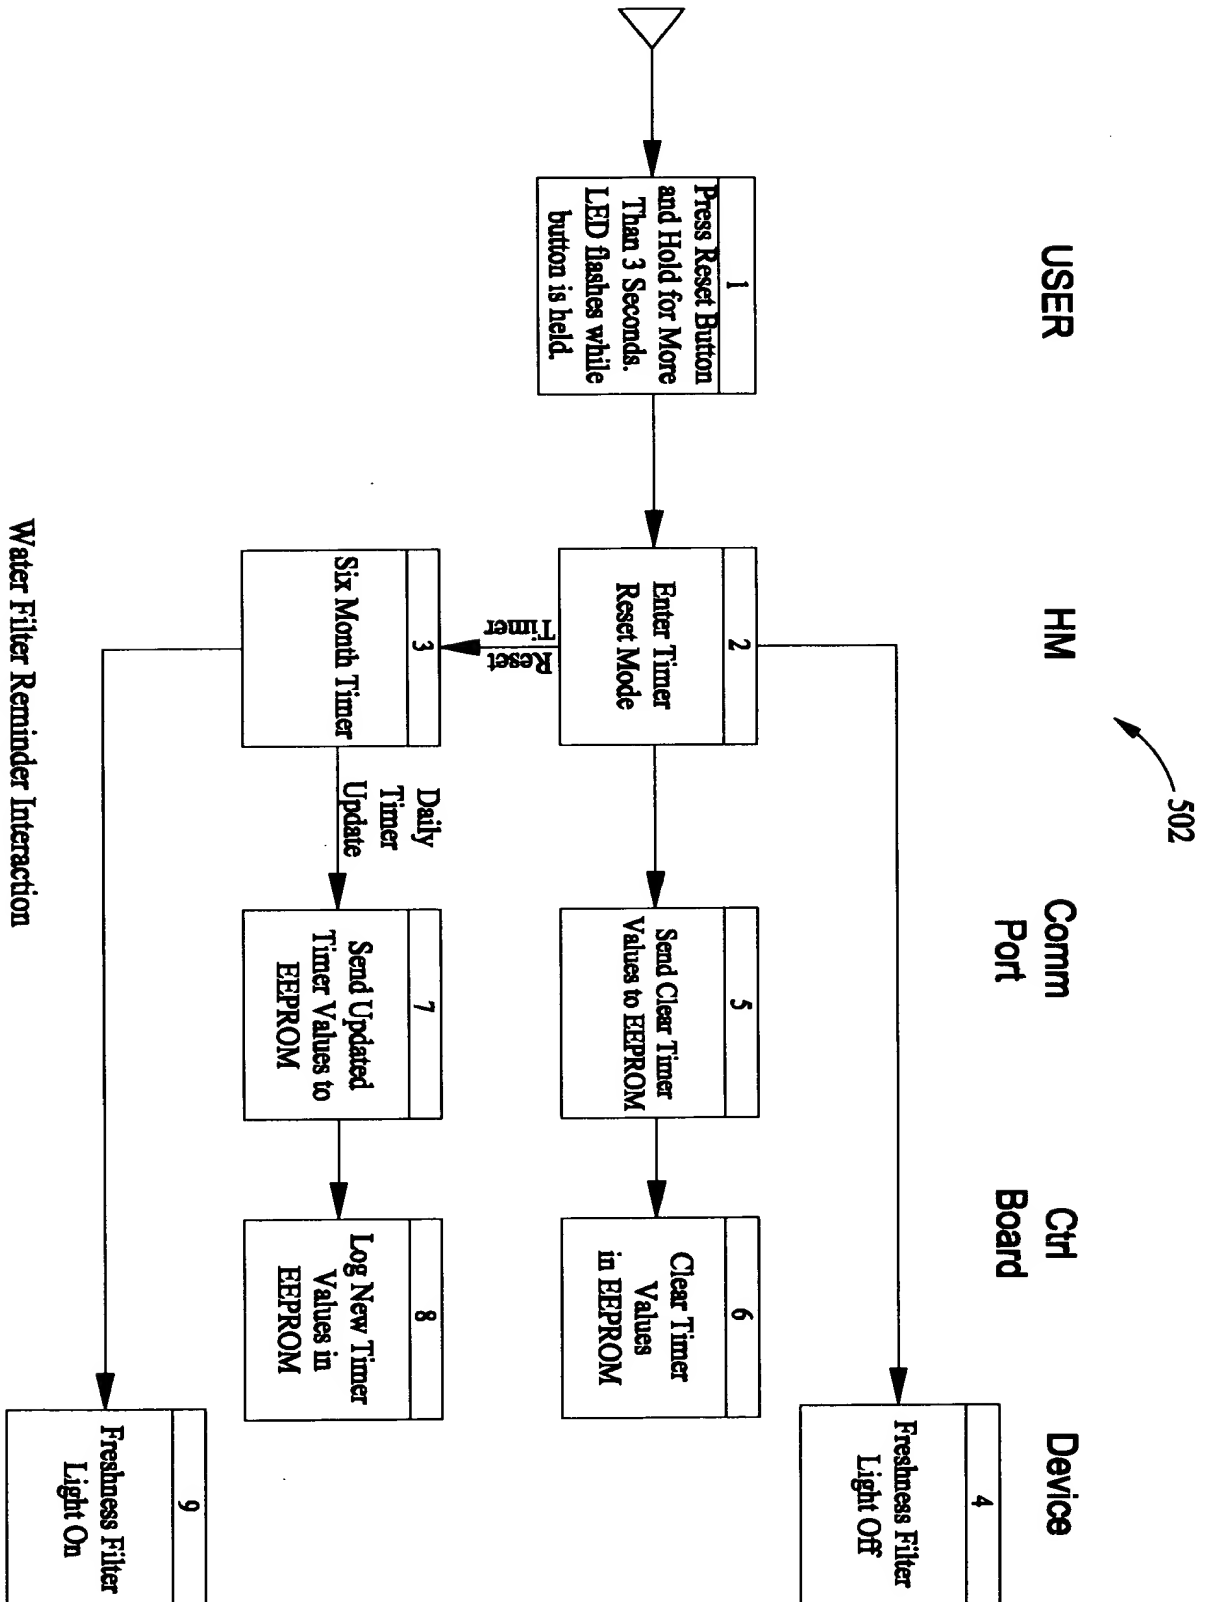 502
USER
HM
Comm
Port
Ctrl
Board
Device
1
Press Reset Button
and Hold for More
Than 3 Seconds.
LED flashes while
button is held.
2
Enter Timer
Reset Mode
Reset
Timer
3
Six Month Timer
Daily
Timer
Update
4
Freshness Filter
Light Off
5
Send Clear Timer
Values to EEPROM
6
Clear Timer
Values
in EEPROM
7
Send Updated
Timer Values to
EEPROM
8
Log New Timer
Values in
EEPROM
9
Freshness Filter
Light On
Water Filter Reminder Interaction